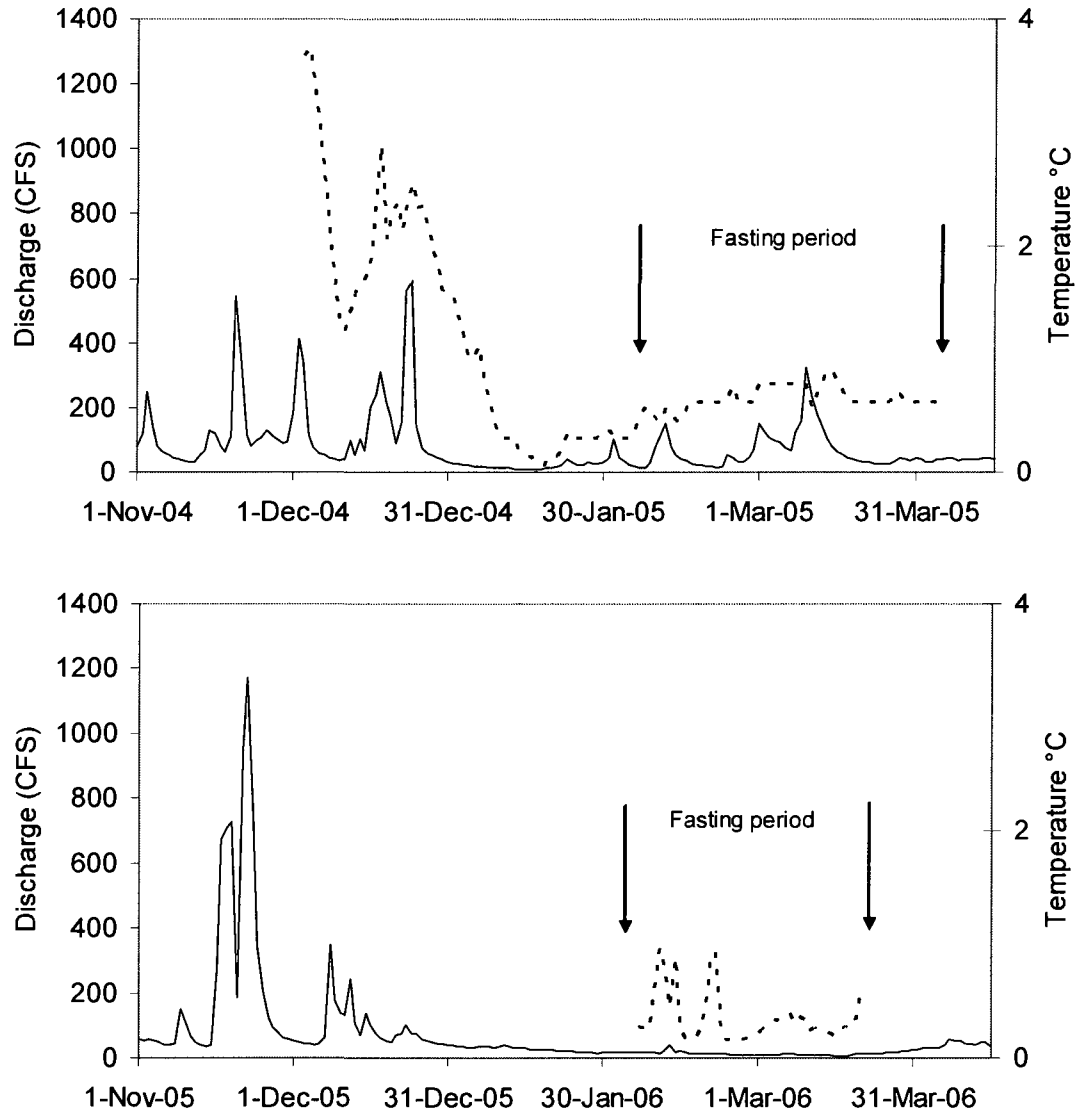 1400
1200
1000
800
600
400
200
0
Discharge (CFS)
4
2
0
Temperature °C
Fasting period
1-Nov-04 1-Dec-04 31-Dec-04 30-Jan-05 1-Mar-05 31-Mar-05
1400
1200
1000
800
600
400
200
0
Discharge (CFS)
4
2
0
Temperature °C
Fasting period
1-Nov-05 1-Dec-05 31-Dec-05 30-Jan-06 1-Mar-06 31-Mar-06